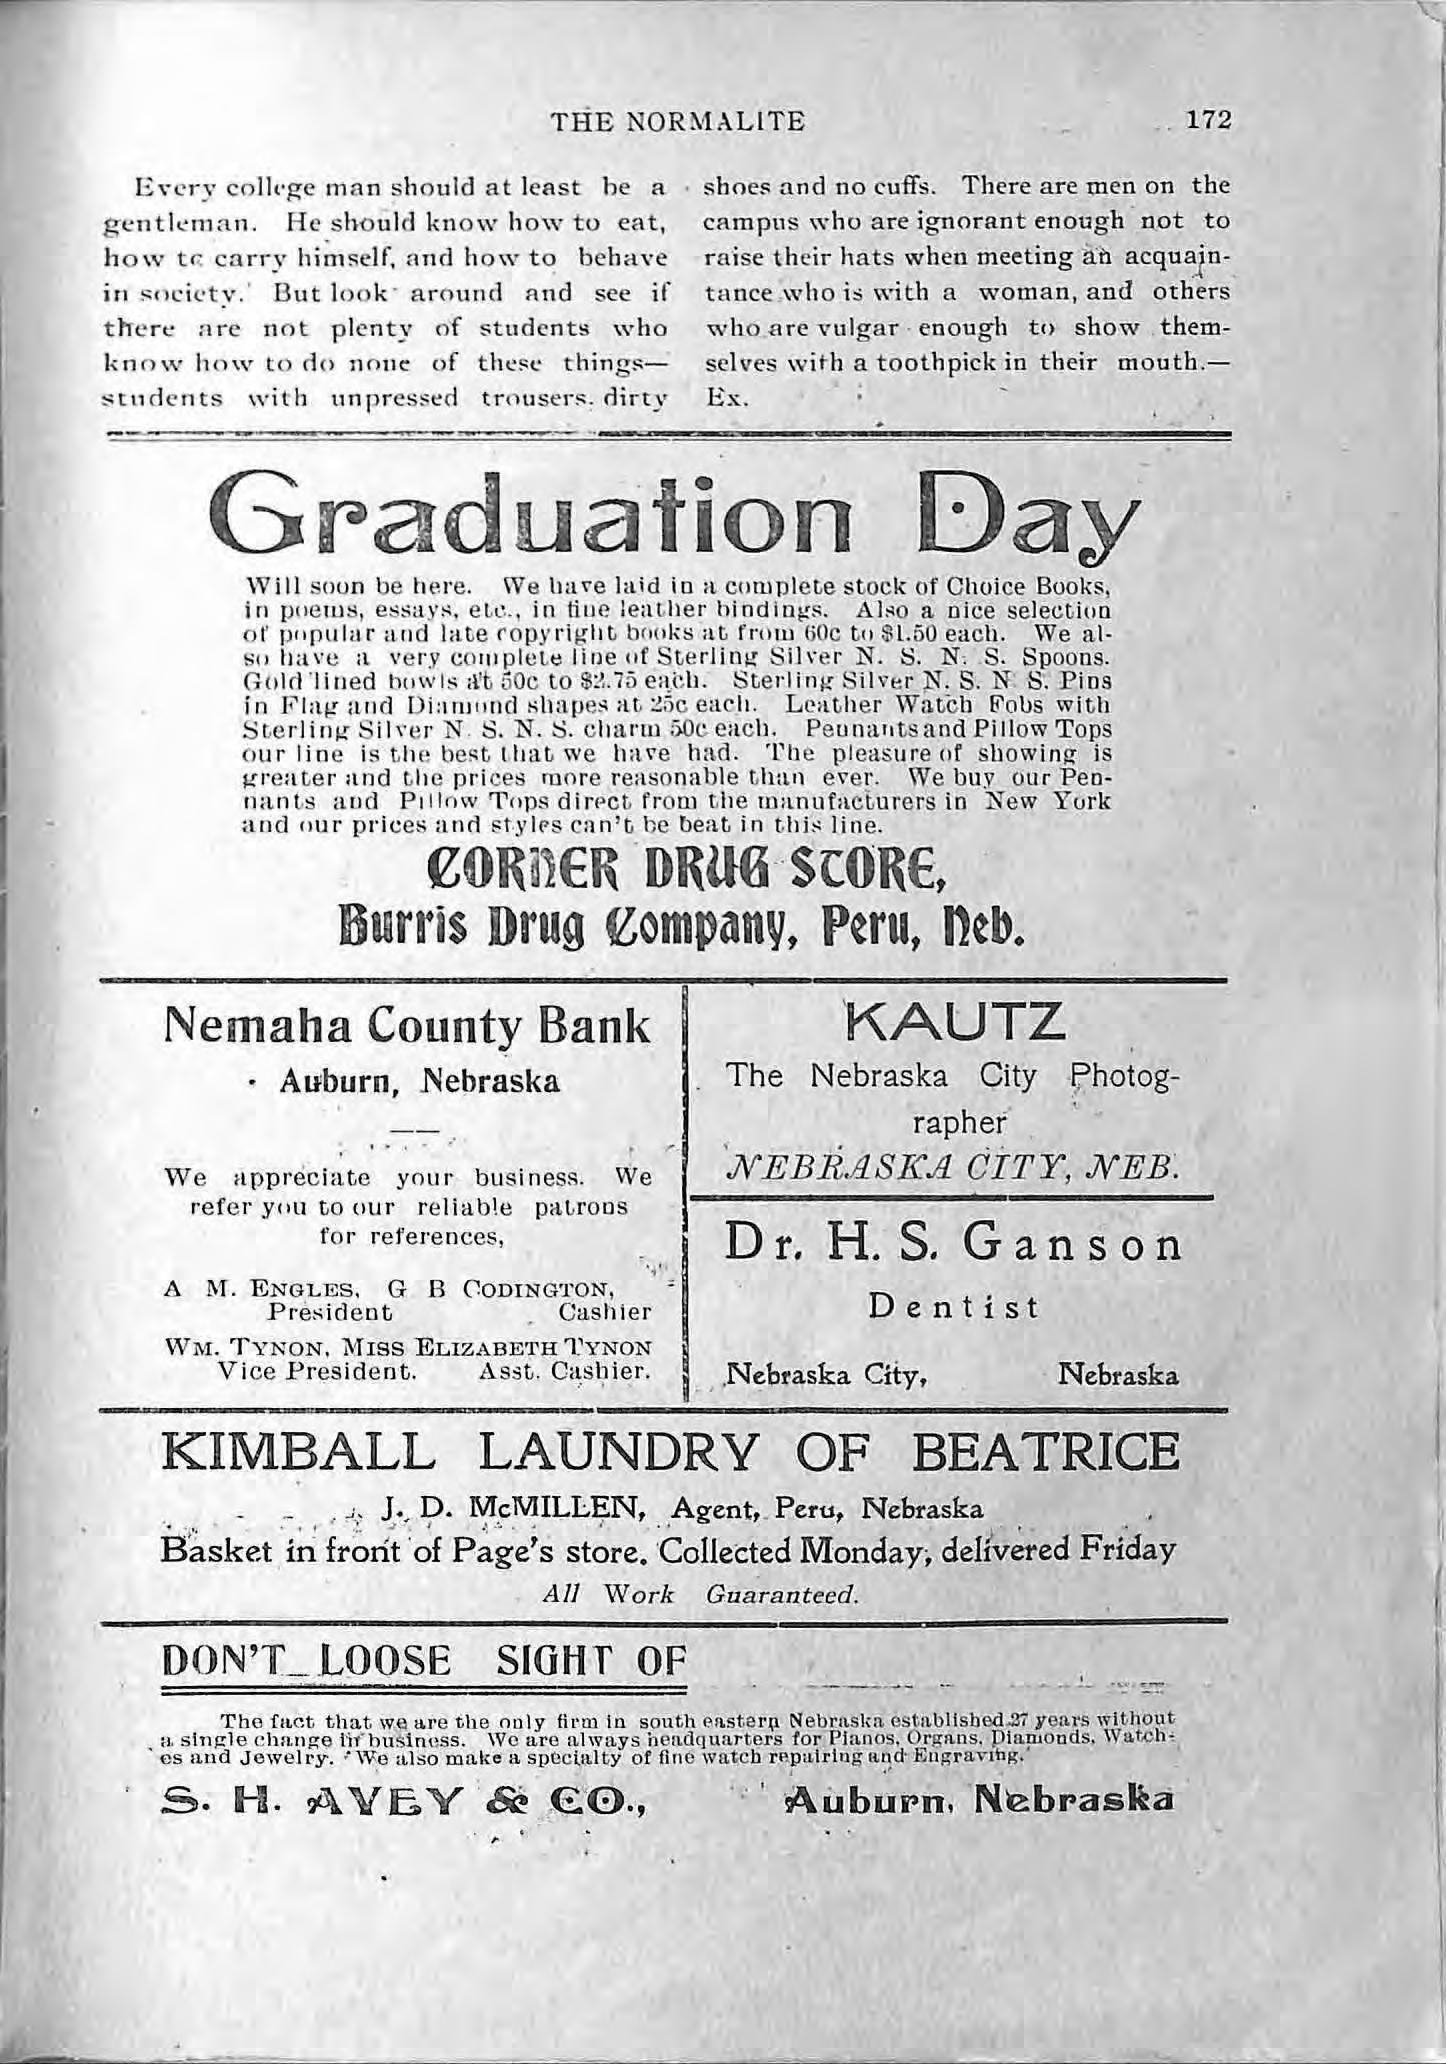 THE NORMALITE 172
Every college man should at least be a
gentleman. He should know how to eat,
how to carry himself, and how to behave
in society. But look around and see if
there are not plenty of students who
know how to do none of these things—
students with unpressed trousers. dirty
shoes and no cuffs. There are men on the
campus who are ignorant enough not to
raise their hats when meeting an acquain-
tance who is with a woman, and others
who are vulgar enough to show them-
selves with a toothpick in their mouth.—
Ex.
Graduation Day
Will soon be here. We have laid in a complete stock of Choice Books,
in poems, essays, etc., in fine leather bindings. Also a nice selection
of popular and late copyright books at from 60c to $1.50 each. We al-
so have a very complete line of Sterling Silver N. S. N. S. Spoons.
Gold lined bowls at 50c to $2.75 each. Sterling Silver N. S. N S. Pins
in Flag and Diamond shapes at 25c each. Leather Watch Fobs with
Sterling Silver N. S. N. S. charm 50c each. Pennants and Pillow Tops
our line is the best that we have had. The pleasure of showing is
greater and the prices more reasonable than ever. We buy our Pen-
nants and Pillow Tops direct from the manufacturers in New York
and our prices and styles can't be beat in this line.
CORNER DRUG STORE,
Burris Drug Company, Peru, Neb.
Nemaha County Bank
Auburn, Nebraska
We appreciate your business. We
refer you to our reliable patrons
for references,
A M. ENGLES, G B CODINGTON,
President Cashier
WM. TYNON, MISS ELIZABETH TYNON
Vice President. Asst. Cashier.
KAUTZ
The Nebraska City Photog-
rapher
NEBRASKA CITY, NEB.
Dr. H. S. Ganson
Dentist
Nebraska City, Nebraska
KIMBALL LAUNDRY OF BEATRICE
J. D. McMILLEN, Agent, Peru, Nebraska
Basket in front of Page's store. Collected Monday, delivered Friday
All Work Guaranteed.
DON'T LOOSE SIGHT OF
The fact that we are the only firm in south eastern Nebraska established 27 years without
a single change in business. We are always headquarters for Pianos, Organs, Diamonds, Watch-
es and Jewelry. We also make a specialty of fine watch repairing and Engraving.
S. H. AVEY & CO., Auburn, Nebraska